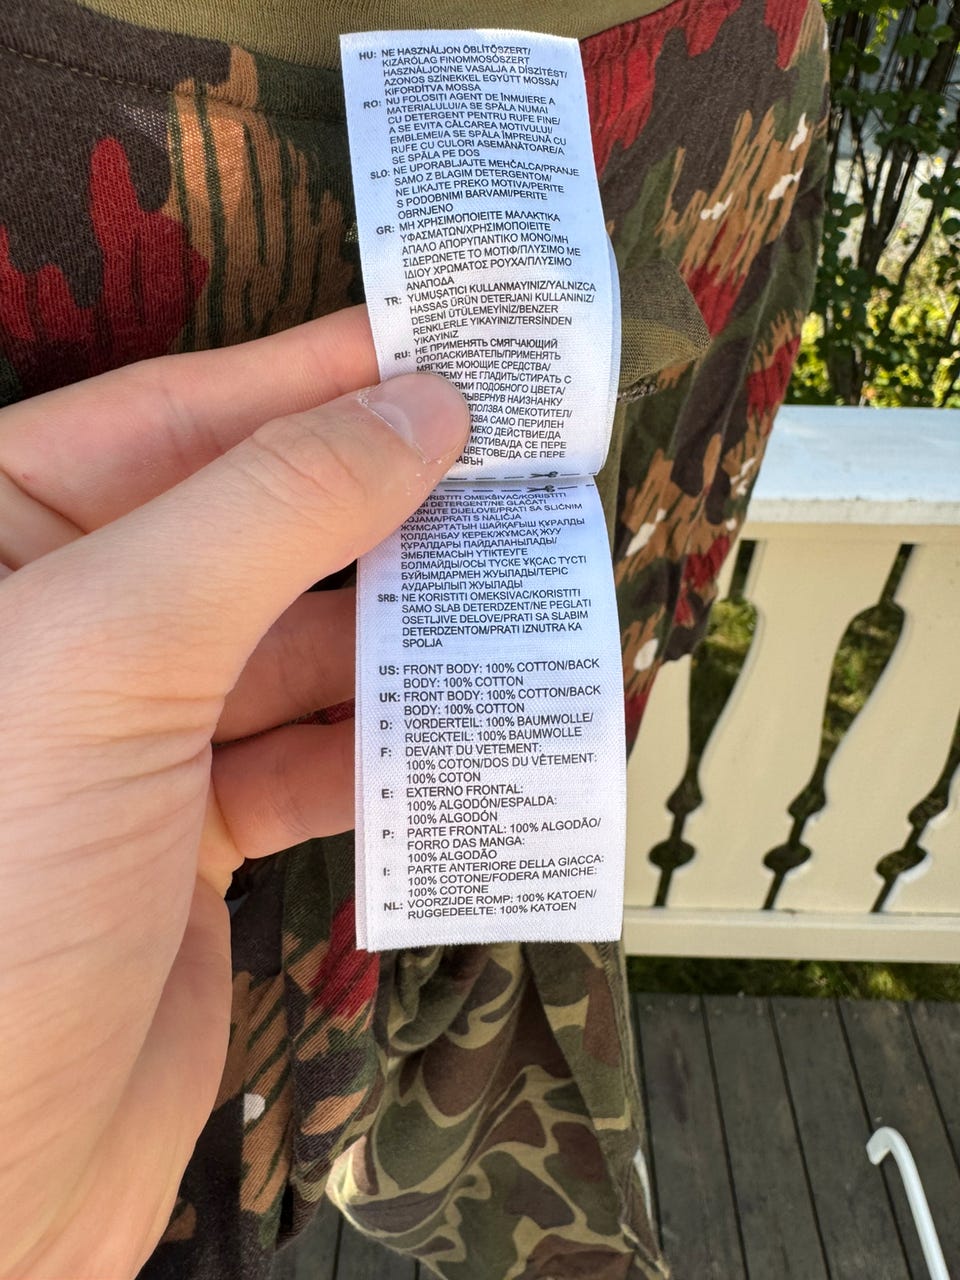 HU: NE HASZNÁLJON ÖBLÍTŐSZERT/
KIZÁRÓLAG FINOMMOSÓSZERT
HASZNÁLJON/NE VASALJA A DÍSZÍTÉST/
AZONOS SZÍNEKKEL EGYÜTT MOSSA/
KIFORDÍTVA MOSSA
RO: NU FOLOSITI AGENT DE ÎNMUIERE A
MATERIALULUI/A SE SPĂLA NUMAI
CU DETERGENT PENTRU RUFE FINE/
A SE EVITA CĂLCAREA MOTIVULUI/
EMBLEMEI/A SE SPĂLA ÎMPREUNĂ CU
RUFE CU CULORI ASEMĂNĂTOARE/A
SE SPĂLA PE DOS
SLO: NE UPORABLJAJTE MEHČALCA/PRANJE
SAMO Z BLAGIM DETERGENTOM/
NE LIKAJTE PREKO MOTIVA/PERITE
S PODOBNIMI BARVAMI/PERITE
OBRNJENO
GR: ΜΗ ΧΡΗΣΙΜΟΠΟΙΕΙΤΕ ΜΑΛΑΚΤΙΚΑ
ΥΦΑΣΜΑΤΩΝ/ΧΡΗΣΙΜΟΠΟΙΕΙΤΕ
ΑΠΑΛΟ ΑΠΟΡΥΠΑΝΤΙΚΟ ΜΟΝΟ/ΜΗ
ΣΙΔΕΡΩΝΕΤΕ ΤΟ ΜΟΤΙΦ/ΠΛΥΣΙΜΟ ΜΕ
ΙΔΙΟΥ ΧΡΩΜΑΤΟΣ ΡΟΥΧΑ/ΠΛΥΣΙΜΟ
ΑΝΑΠΟΔΑ
TR: YUMUŞATICI KULLANMAYINIZ/YALNIZCA
HASSAS ÜRÜN DETERJANI KULLANINIZ/
DESENİ ÜTÜLEMEYİNİZ/BENZER
RENKLERLE YIKAYINIZ/TERSİNDEN
YIKAYINIZ
RU: НЕ ПРИМЕНЯТЬ СМЯГЧАЮЩИЙ
ОПОЛАСКИВАТЕЛЬ/ПРИМЕНЯТЬ
МЯГКИЕ МОЮЩИЕ СРЕДСТВА/
НЕ ГЛАДИТЬ/СТИРАТЬ С
ПОДОБНОГО ЦВЕТА/
НАИЗНАНКУ
ОМЕКОТИТЕЛ/
САМО ПЕРИЛЕН
ДЕЙСТВИЕ/ДА
МОТИВА/ДА СЕ ПЕРЕ
ЦВЕТОВЕ/ДА СЕ ПЕРЕ
OMEKŠIVAČ/KORISTITI
DETERGENT/NE GLAČATI
DIJELOVE/PRATI SA SLIČNIM
S NALIČJA
ЖҰМСАРТАТЫН ШАЙҚАҒЫШ ҚҰРАЛДЫ
ҚОЛДАНБАУ КЕРЕК/ЖҰМСАҚ ЖУУ
ҚҰРАЛДАРЫ ПАЙДАЛАНЫЛАДЫ/
ЭМБЛЕМАСЫН ҮТІКТЕУГЕ
БОЛМАЙДЫ/ОСЫ ТҮСКЕ ҰҚСАС ТҮСТІ
БҰЙЫМДАРМЕН ЖУЫЛАДЫ/ТЕРІС
АУДАРЫЛЫП ЖУЫЛАДЫ
SRB: NE KORISTITI OMEKSIVAC/KORISTITI
SAMO SLAB DETERDZENT/NE PEGLATI
OSETLJIVE DELOVE/PRATI SA SLABIM
DETERDZENTOM/PRATI IZNUTRA KA
SPOLJA
US: FRONT BODY: 100% COTTON/BACK
BODY: 100% COTTON
UK: FRONT BODY: 100% COTTON/BACK
BODY: 100% COTTON
D: VORDERTEIL: 100% BAUMWOLLE/
RUECKTEIL: 100% BAUMWOLLE
F: DEVANT DU VETEMENT:
100% COTON/DOS DU VÊTEMENT:
100% COTON
E: EXTERNO FRONTAL:
100% ALGODÓN/ESPALDA:
100% ALGODÓN
P: PARTE FRONTAL: 100% ALGODÃO/
FORRO DAS MANGA:
100% ALGODÃO
I: PARTE ANTERIORE DELLA GIACCA:
100% COTONE/FODERA MANICHE:
100% COTONE
NL: VOORZIJDE ROMP: 100% KATOEN/
RUGGEDEELTE: 100% KATOEN